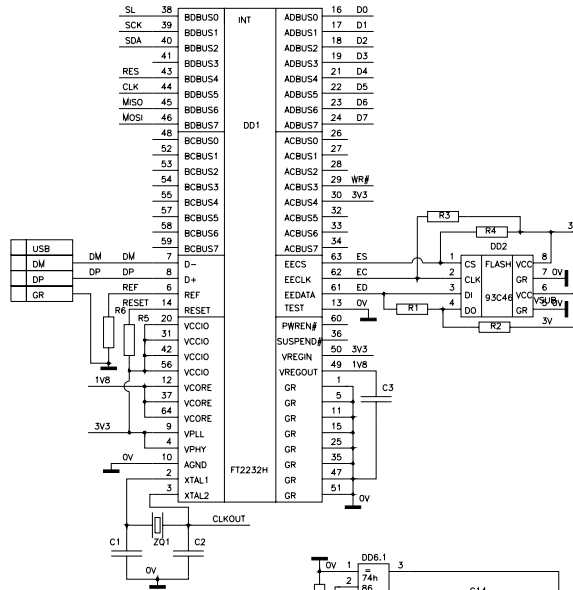 SL 38 BDBUS0 INT ADBUS0 16 D0
SCK 39 BDBUS1 ADBUS1 17 D1
SDA 40 BDBUS2 ADBUS2 18 D2
41 BDBUS3 ADBUS3 19 D3
RES 43 BDBUS4 ADBUS4 21 D4
CLK 44 BDBUS5 ADBUS5 22 D5
MISO 45 BDBUS6 ADBUS6 23 D6
MOSI 46 BDBUS7 DD1 ADBUS7 24 D7
48 BCBUS0 ACBUS0 26
52 BCBUS1 ACBUS1 27
53 BCBUS2 ACBUS2 28
54 BCBUS3 ACBUS3 29 WR#
55 BCBUS4 ACBUS4 30 3V3
57 BCBUS5 ACBUS5 32
58 BCBUS6 ACBUS6 33
59 BCBUS7 ACBUS7 34
R3
R4
DD2
USB
DM DM DM 7 D- EECS 63 ES 1 CS FLASH VCC 8
DP DP DP 8 D+ EECLK 62 EC 2 CLK GR 7 0V
GR REF 6 REF EEDATA 61 ED 3 DI 93C46 VCC 6
RESET 14 RESET TEST 13 0V R1 4 DO GR 5 0V
VSUB
R2 3V
R6 R5
20 VCCIO PWREN# 60
31 VCCIO SUSPEND# 36
42 VCCIO VREGIN 50 3V3
56 VCCIO VREGOUT 49 1V8
1V8 12 VCORE GR 1 C3
37 VCORE GR 5
64 VCORE GR 11
3V3 9 VPLL GR 15
4 VPHY GR 25
0V 10 AGND GR 35
2 XTAL1 FT2232H GR 47
3 XTAL2 GR 51
0V
CLKOUT
C1 ZQ1 C2
0V
DD6.1
0V 1 = 3
74h
2 86
C14